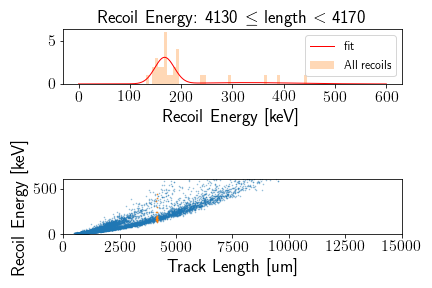 Recoil Energy: 4130 ≤ length < 4170
5
0
fit
All recoils
0 100 200 300 400 500 600
Recoil Energy [keV]
Recoil Energy [keV]
500
0
0 2500 5000 7500 10000 12500 15000
Track Length [um]